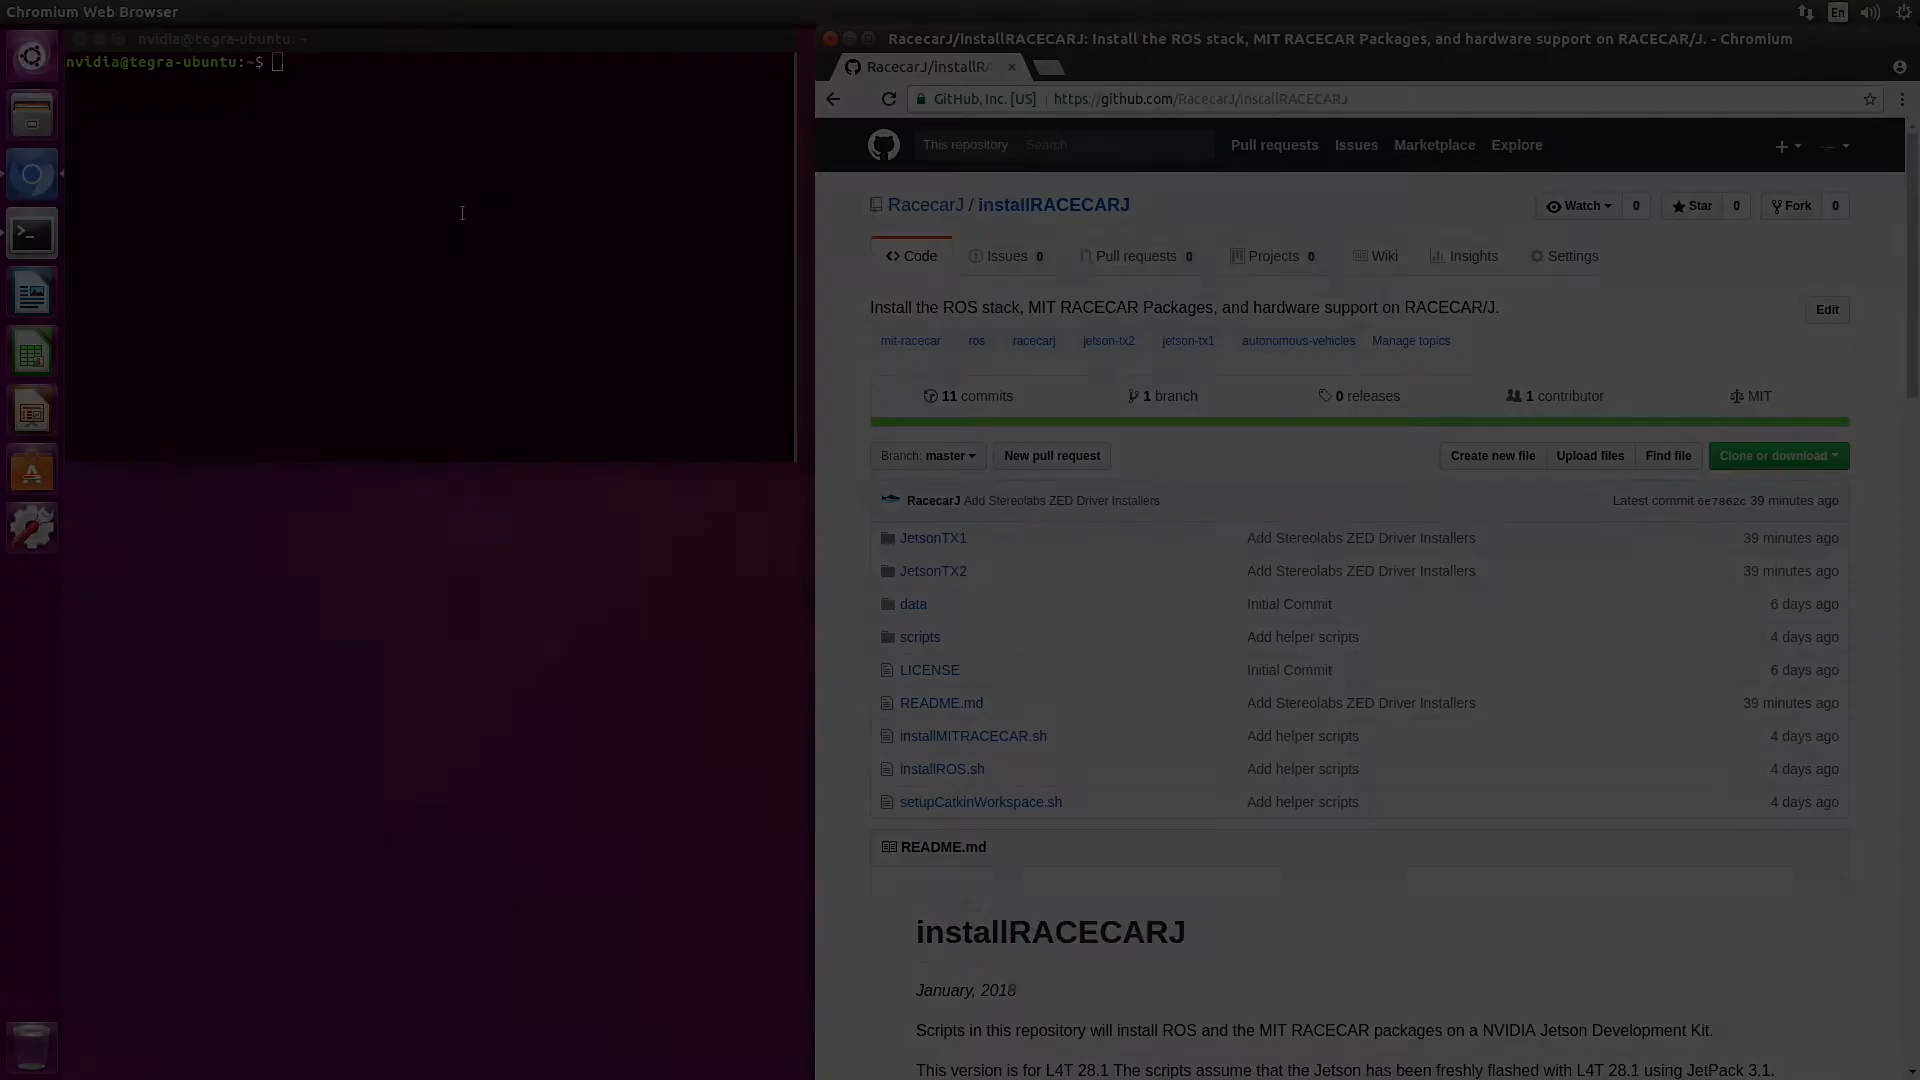 Chromium Web Browser
En
nvidia@tegra-ubuntu: ~
nvidia@tegra-ubuntu:~$
RacecarJ/installRACECARJ: Install the ROS stack, MIT RACECAR Packages, and hardware support on RACECAR/J. - Chromium
RacecarJ/installRA
GitHub, Inc. [US] https://github.com/RacecarJ/installRACECARJ
This repository Search Pull requests Issues Marketplace Explore
RacecarJ / installRACECARJ
Watch 0 Star 0 Fork 0
Code Issues 0 Pull requests 0 Projects 0 Wiki Insights Settings
Install the ROS stack, MIT RACECAR Packages, and hardware support on RACECAR/J. Edit
mit-racecar ros racecarj jetson-tx2 jetson-tx1 autonomous-vehicles Manage topics
11 commits 1 branch 0 releases 1 contributor MIT
Branch: master New pull request Create new file Upload files Find file Clone or download
RacecarJ Add Stereolabs ZED Driver Installers Latest commit 6e7862c 39 minutes ago
JetsonTX1 Add Stereolabs ZED Driver Installers 39 minutes ago
JetsonTX2 Add Stereolabs ZED Driver Installers 39 minutes ago
data Initial Commit 6 days ago
scripts Add helper scripts 4 days ago
LICENSE Initial Commit 6 days ago
README.md Add Stereolabs ZED Driver Installers 39 minutes ago
installMITRACECAR.sh Add helper scripts 4 days ago
installROS.sh Add helper scripts 4 days ago
setupCatkinWorkspace.sh Add helper scripts 4 days ago
README.md
installRACECARJ
January, 2018
Scripts in this repository will install ROS and the MIT RACECAR packages on a NVIDIA Jetson Development Kit.
This version is for L4T 28.1 The scripts assume that the Jetson has been freshly flashed with L4T 28.1 using JetPack 3.1.